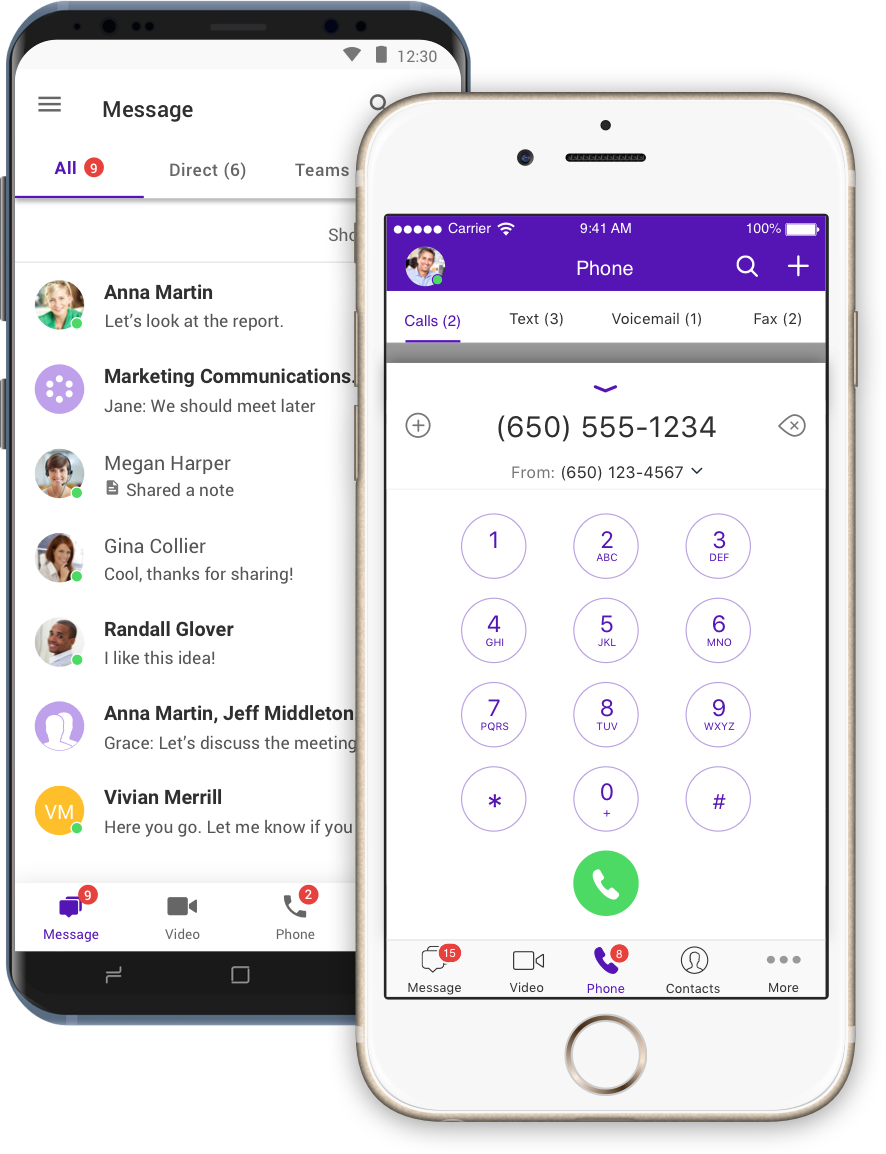 12:30
Message
All 9
Direct (6)
Teams
Anna Martin
Let’s look at the report.
Marketing Communications.
Jane: We should meet later
Megan Harper
Shared a note
Gina Collier
Cool, thanks for sharing!
Randall Glover
I like this idea!
Anna Martin, Jeff Middleton
Grace: Let’s discuss the meeting
VM
Vivian Merrill
Here you go. Let me know if you
9
2
Message
Video
Phone
Carrier
9:41 AM
100%
Phone
Calls (2)
Text (3)
Voicemail (1)
Fax (2)
(650) 555-1234
From: (650) 123-4567
1
2
3
ABC
DEF
4
5
6
GHI
JKL
MNO
7
8
9
PQRS
TUV
WXYZ
*
0
#
+
15
8
Message
Video
Phone
Contacts
More